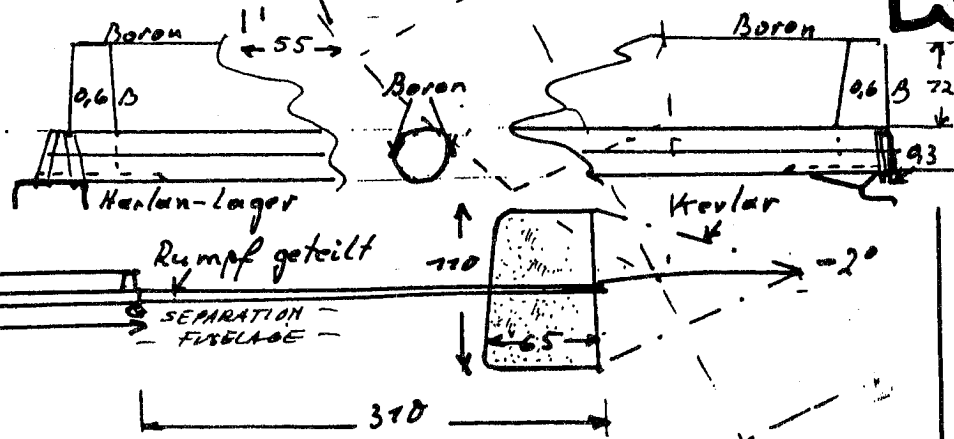 Boron
55
Boron
Boron
0,6 B
0,6 B
72
93
Harlan-Lager
Kevlar
Rumpf geteilt
110
-2°
SEPARATION -
- FUSELAGE -
65
310